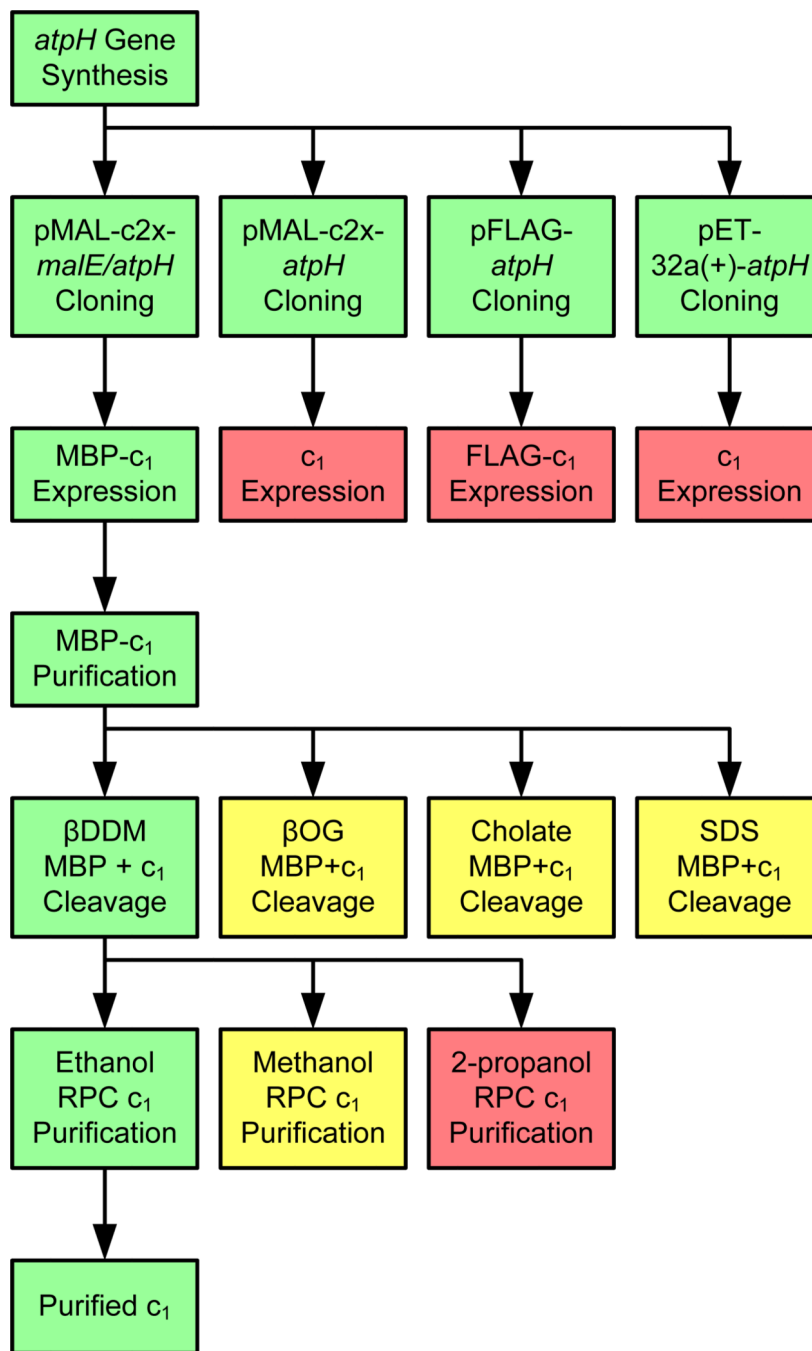 atpH Gene
Synthesis
pMAL-c2x-
malE/atpH
Cloning
pMAL-c2x-
atpH
Cloning
pFLAG-
atpH
Cloning
pET-
32a(+)-atpH
Cloning
MBP-c₁
Expression
c₁
Expression
FLAG-c₁
Expression
c₁
Expression
MBP-c₁
Purification
βDDM
MBP + c₁
Cleavage
βOG
MBP+c₁
Cleavage
Cholate
MBP+c₁
Cleavage
SDS
MBP+c₁
Cleavage
Ethanol
RPC c₁
Purification
Methanol
RPC c₁
Purification
2-propanol
RPC c₁
Purification
Purified c₁